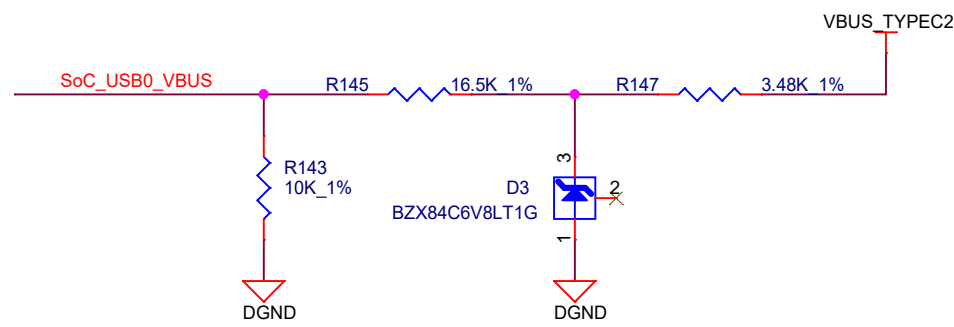 VBUS_TYPEC2
SoC_USB0_VBUS
R145
16.5K_1%
R147
3.48K_1%
R143
10K_1%
3
D3
2
BZX84C6V8LT1G
1
DGND
DGND